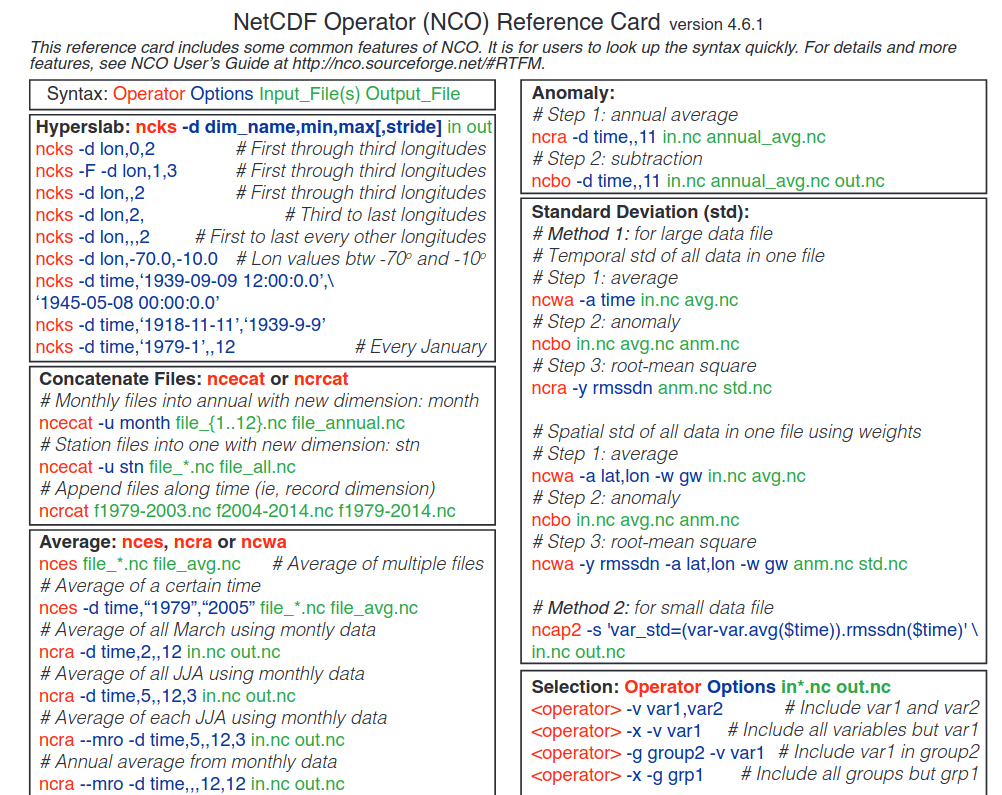 NetCDF Operator (NCO) Reference Card version 4.6.1
This reference card includes some common features of NCO. It is for users to look up the syntax quickly. For details and more
features, see NCO User's Guide at http://nco.sourceforge.net/#RTFM.
Syntax: Operator Options Input_File(s) Output_File
Hyperslab: ncks -d dim_name,min,max[,stride] in out
ncks -d lon,0,2 # First through third longitudes
ncks -F -d lon,1,3 # First through third longitudes
ncks -d lon,,2 # First through third longitudes
ncks -d lon,2, # Third to last longitudes
ncks -d lon,,,2 # First to last every other longitudes
ncks -d lon,-70.0,-10.0 # Lon values btw -70º and -10º
ncks -d time,‘1939-09-09 12:00:0.0’,\
‘1945-05-08 00:00:0.0’
ncks -d time,‘1918-11-11’,‘1939-9-9’
ncks -d time,‘1979-1’,,12 # Every January
Concatenate Files: ncecat or ncrcat
# Monthly files into annual with new dimension: month
ncecat -u month file_{1..12}.nc file_annual.nc
# Station files into one with new dimension: stn
ncecat -u stn file_*.nc file_all.nc
# Append files along time (ie, record dimension)
ncrcat f1979-2003.nc f2004-2014.nc f1979-2014.nc
Average: nces, ncra or ncwa
nces file_*.nc file_avg.nc # Average of multiple files
# Average of a certain time
nces -d time,“1979”,“2005” file_*.nc file_avg.nc
# Average of all March using montly data
ncra -d time,2,,12 in.nc out.nc
# Average of all JJA using monthly data
ncra -d time,5,,12,3 in.nc out.nc
# Average of each JJA using monthly data
ncra --mro -d time,5,,12,3 in.nc out.nc
# Annual average from monthly data
ncra --mro -d time,,,12,12 in.nc out.nc
Anomaly:
# Step 1: annual average
ncra -d time,,11 in.nc annual_avg.nc
# Step 2: subtraction
ncbo -d time,,11 in.nc annual_avg.nc out.nc
Standard Deviation (std):
# Method 1: for large data file
# Temporal std of all data in one file
# Step 1: average
ncwa -a time in.nc avg.nc
# Step 2: anomaly
ncbo in.nc avg.nc anm.nc
# Step 3: root-mean square
ncra -y rmssdn anm.nc std.nc
# Spatial std of all data in one file using weights
# Step 1: average
ncwa -a lat,lon -w gw in.nc avg.nc
# Step 2: anomaly
ncbo in.nc avg.nc anm.nc
# Step 3: root-mean square
ncwa -y rmssdn -a lat,lon -w gw anm.nc std.nc
# Method 2: for small data file
ncap2 -s 'var_std=(var-var.avg($time)).rmssdn($time)' \
in.nc out.nc
Selection: Operator Options in*.nc out.nc
<operator> -v var1,var2 # Include var1 and var2
<operator> -x -v var1 # Include all variables but var1
<operator> -g group2 -v var1 # Include var1 in group2
<operator> -x -g grp1 # Include all groups but grp1